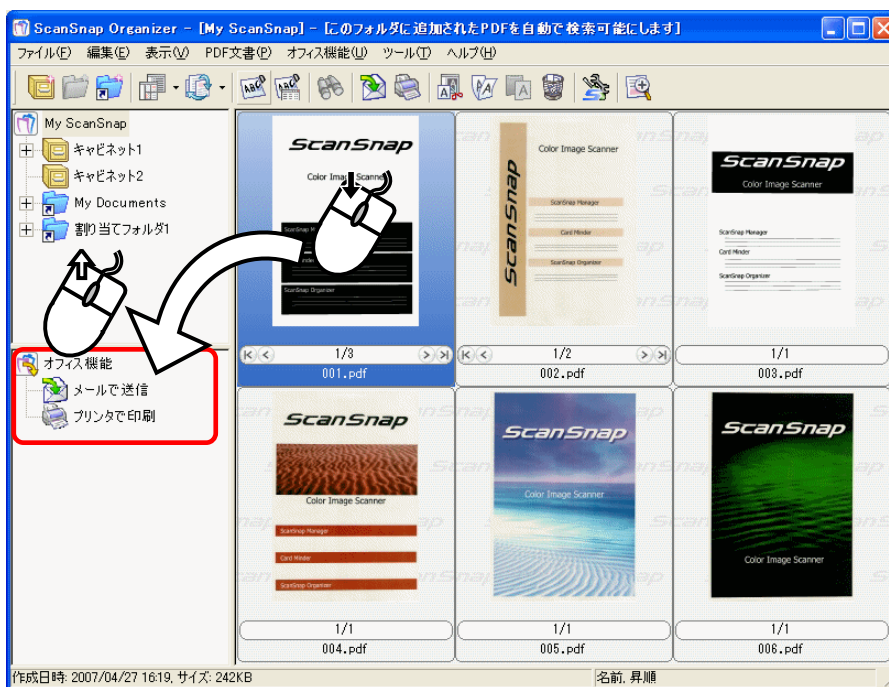 ScanSnap Organizer - [My ScanSnap] - [このフォルダに追加されたPDFを自動で検索可能にします]
ファイル(F) 編集(E) 表示(V) PDF文書(P) オフィス機能(U) ツール(T) ヘルプ(H)
My ScanSnap
キャビネット1
キャビネット2
My Documents
割り当てフォルダ1
オフィス機能
メールで送信
プリンタで印刷
ScanSnap
Color Image Scanner
ScanSnap Organizer
1/3
001.pdf
ScanSnap
Color Image Scanner
ScanSnap Manager
Card Minder
ScanSnap Organizer
1/2
002.pdf
ScanSnap
Color Image Scanner
ScanSnap Manager
Card Minder
ScanSnap Organizer
1/1
003.pdf
ScanSnap
Color Image Scanner
ScanSnap Manager
Card Minder
ScanSnap Organizer
1/1
004.pdf
ScanSnap
Color Image Scanner
1/1
005.pdf
ScanSnap
Color Image Scanner
1/1
006.pdf
作成日時: 2007/04/27 16:19, サイズ: 242KB
名前, 昇順